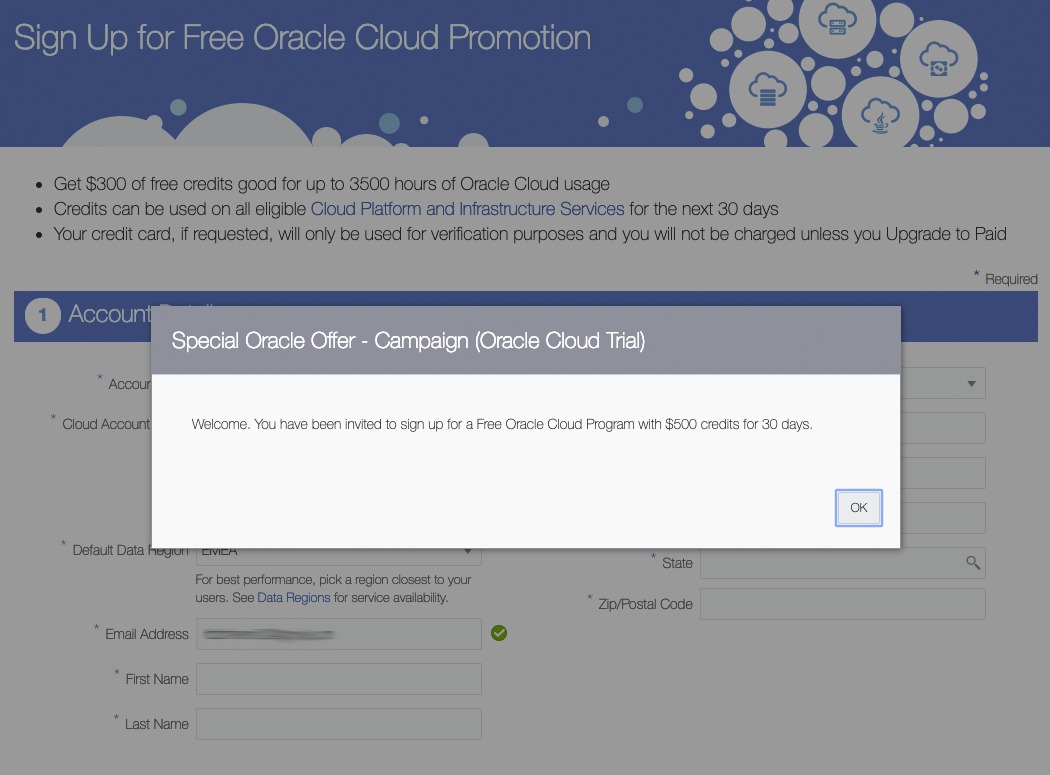 Sign Up for Free Oracle Cloud Promotion
• Get $300 of free credits good for up to 3500 hours of Oracle Cloud usage
• Credits can be used on all eligible Cloud Platform and Infrastructure Services for the next 30 days
• Your credit card, if requested, will only be used for verification purposes and you will not be charged unless you Upgrade to Paid
* Required
1 Account
Special Oracle Offer - Campaign (Oracle Cloud Trial)
* Accoun
* Cloud Account
Welcome. You have been invited to sign up for a Free Oracle Cloud Program with $500 credits for 30 days.
OK
* Default Data Region EMEA
* State
For best performance, pick a region closest to your
users. See Data Regions for service availability.
* Zip/Postal Code
* Email Address
* First Name
* Last Name